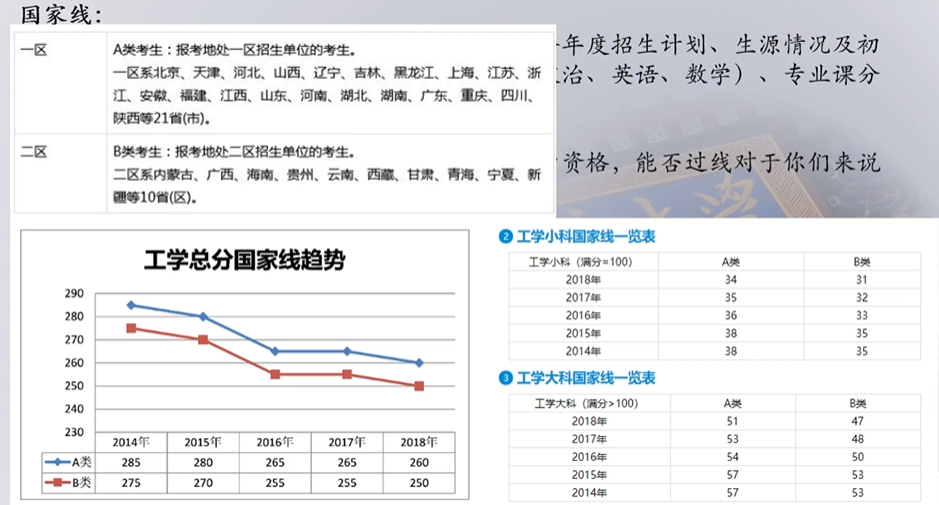 国家线：
年度招生计划、生源情况及初
治、英语、数学）、专业课分
资格，能否过线对于你们来说
一区
A类考生：报考地处一区招生单位的考生。
一区系北京、天津、河北、山西、辽宁、吉林、黑龙江、上海、江苏、浙
江、安徽、福建、江西、山东、河南、湖北、湖南、广东、重庆、四川、
陕西等21省(市)。
二区
B类考生：报考地处二区招生单位的考生。
二区系内蒙古、广西、海南、贵州、云南、西藏、甘肃、青海、宁夏、新
疆等10省(区)。
工学总分国家线趋势
290
280
270
260
250
240
230
2014年 2015年 2016年 2017年 2018年
A类 285 280 265 265 260
B类 275 270 255 255 250
2 工学小科国家线一览表
工学小科（满分=100） A类 B类
2018年 34 31
2017年 35 32
2016年 36 33
2015年 38 35
2014年 38 35
3 工学大科国家线一览表
工学大科（满分>100） A类 B类
2018年 51 47
2017年 53 48
2016年 54 50
2015年 57 53
2014年 57 53